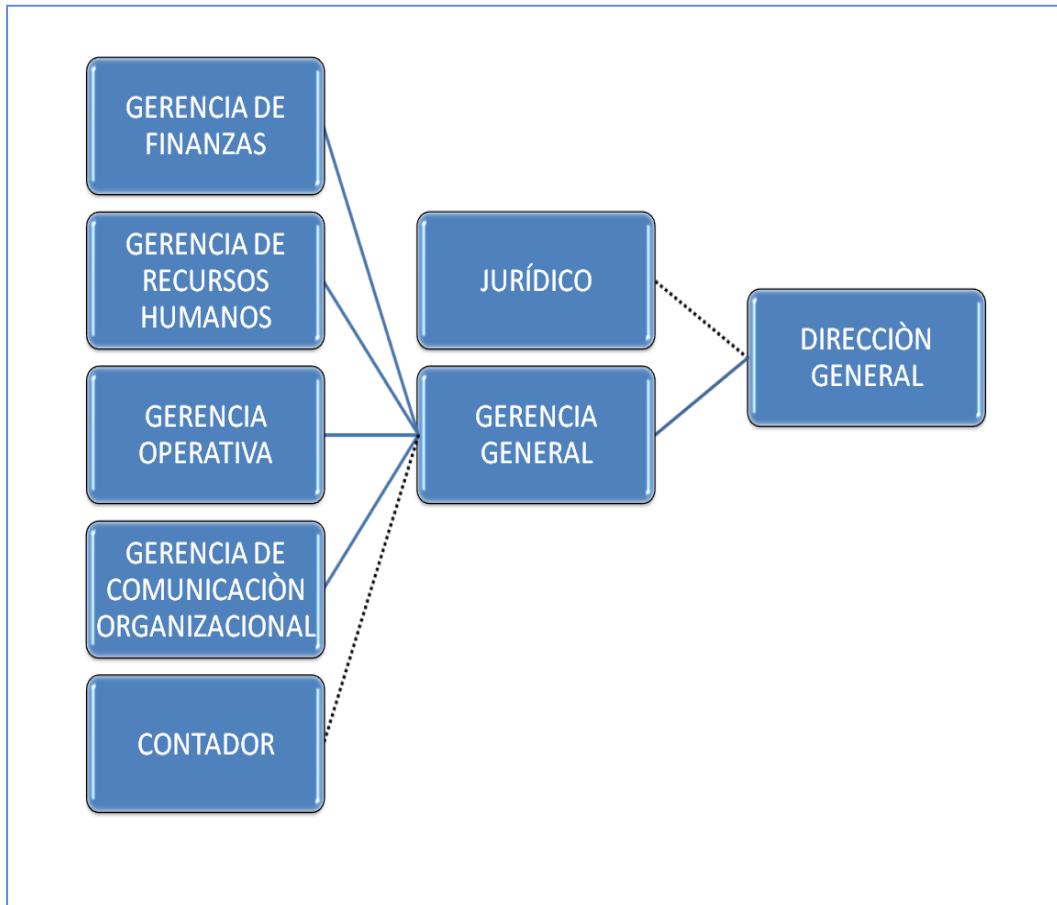 GERENCIA DE
FINANZAS
GERENCIA DE
RECURSOS
HUMANOS
GERENCIA
OPERATIVA
GERENCIA DE
COMUNICACIÒN
ORGANIZACIONAL
CONTADOR
JURÍDICO
GERENCIA
GENERAL
DIRECCIÒN
GENERAL